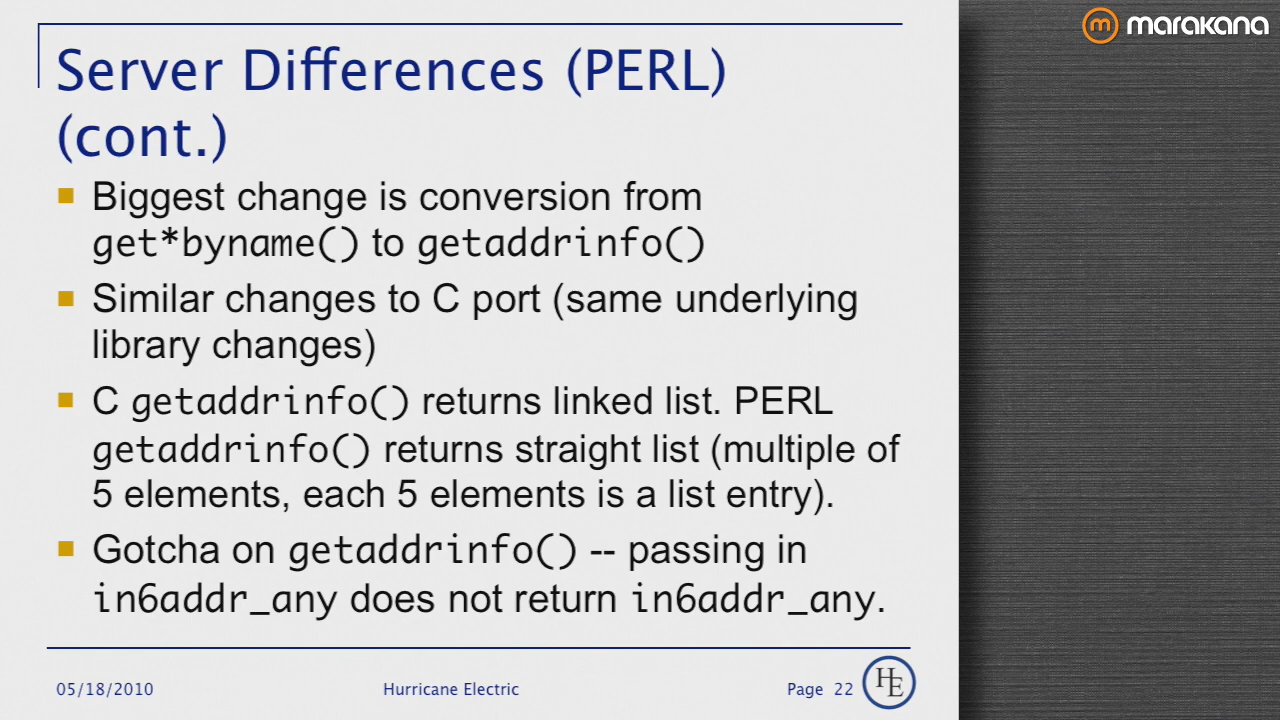 marakana
Server Differences (PERL)
(cont.)
Biggest change is conversion from
get*byname() to getaddrinfo()
Similar changes to C port (same underlying
library changes)
C getaddrinfo() returns linked list. PERL
getaddrinfo() returns straight list (multiple of
5 elements, each 5 elements is a list entry).
Gotcha on getaddrinfo() -- passing in
in6addr_any does not return in6addr_any.
05/18/2010
Hurricane Electric
Page 22
HE